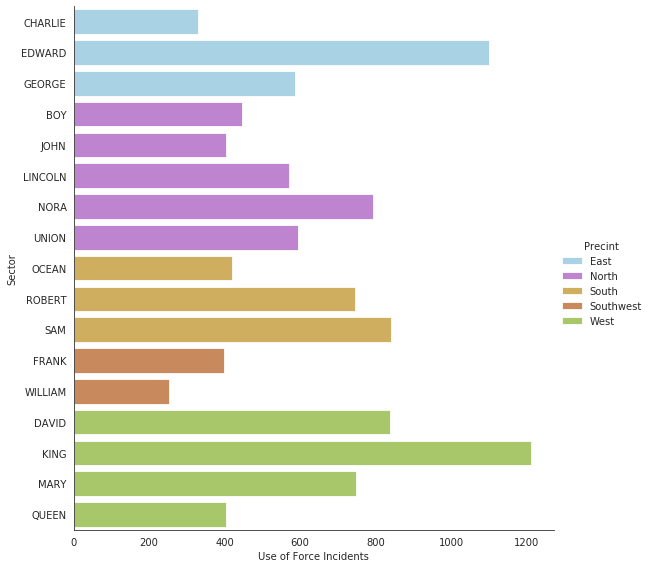 CHARLIE
EDWARD
GEORGE
BOY
JOHN
LINCOLN
NORA
UNION
OCEAN
ROBERT
SAM
FRANK
WILLIAM
DAVID
KING
MARY
QUEEN
Sector
0 200 400 600 800 1000 1200
Use of Force Incidents
Precint
East
North
South
Southwest
West